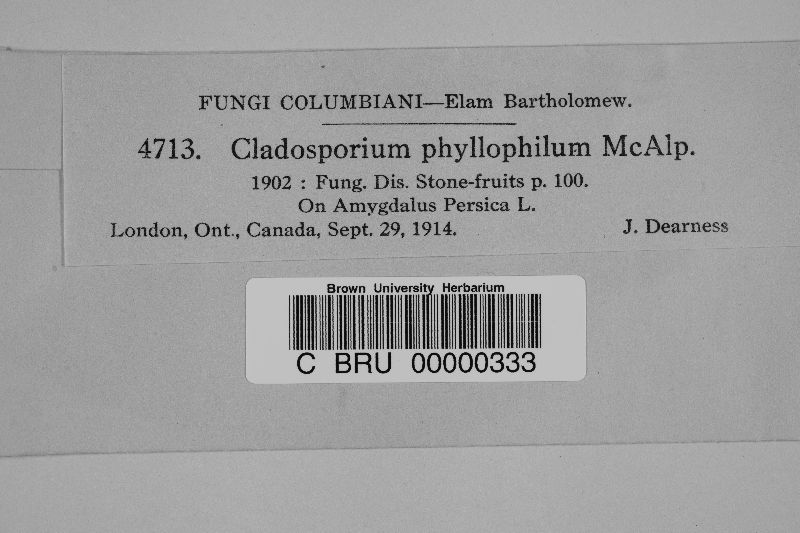 FUNGI COLUMBIANI—Elam Bartholomew.
4713. Cladosporium phyllophilum McAlp.
1902 : Fung. Dis. Stone-fruits p. 100.
On Amygdalus Persica L.
London, Ont., Canada, Sept. 29, 1914. J. Dearness
Brown University Herbarium
C BRU 00000333